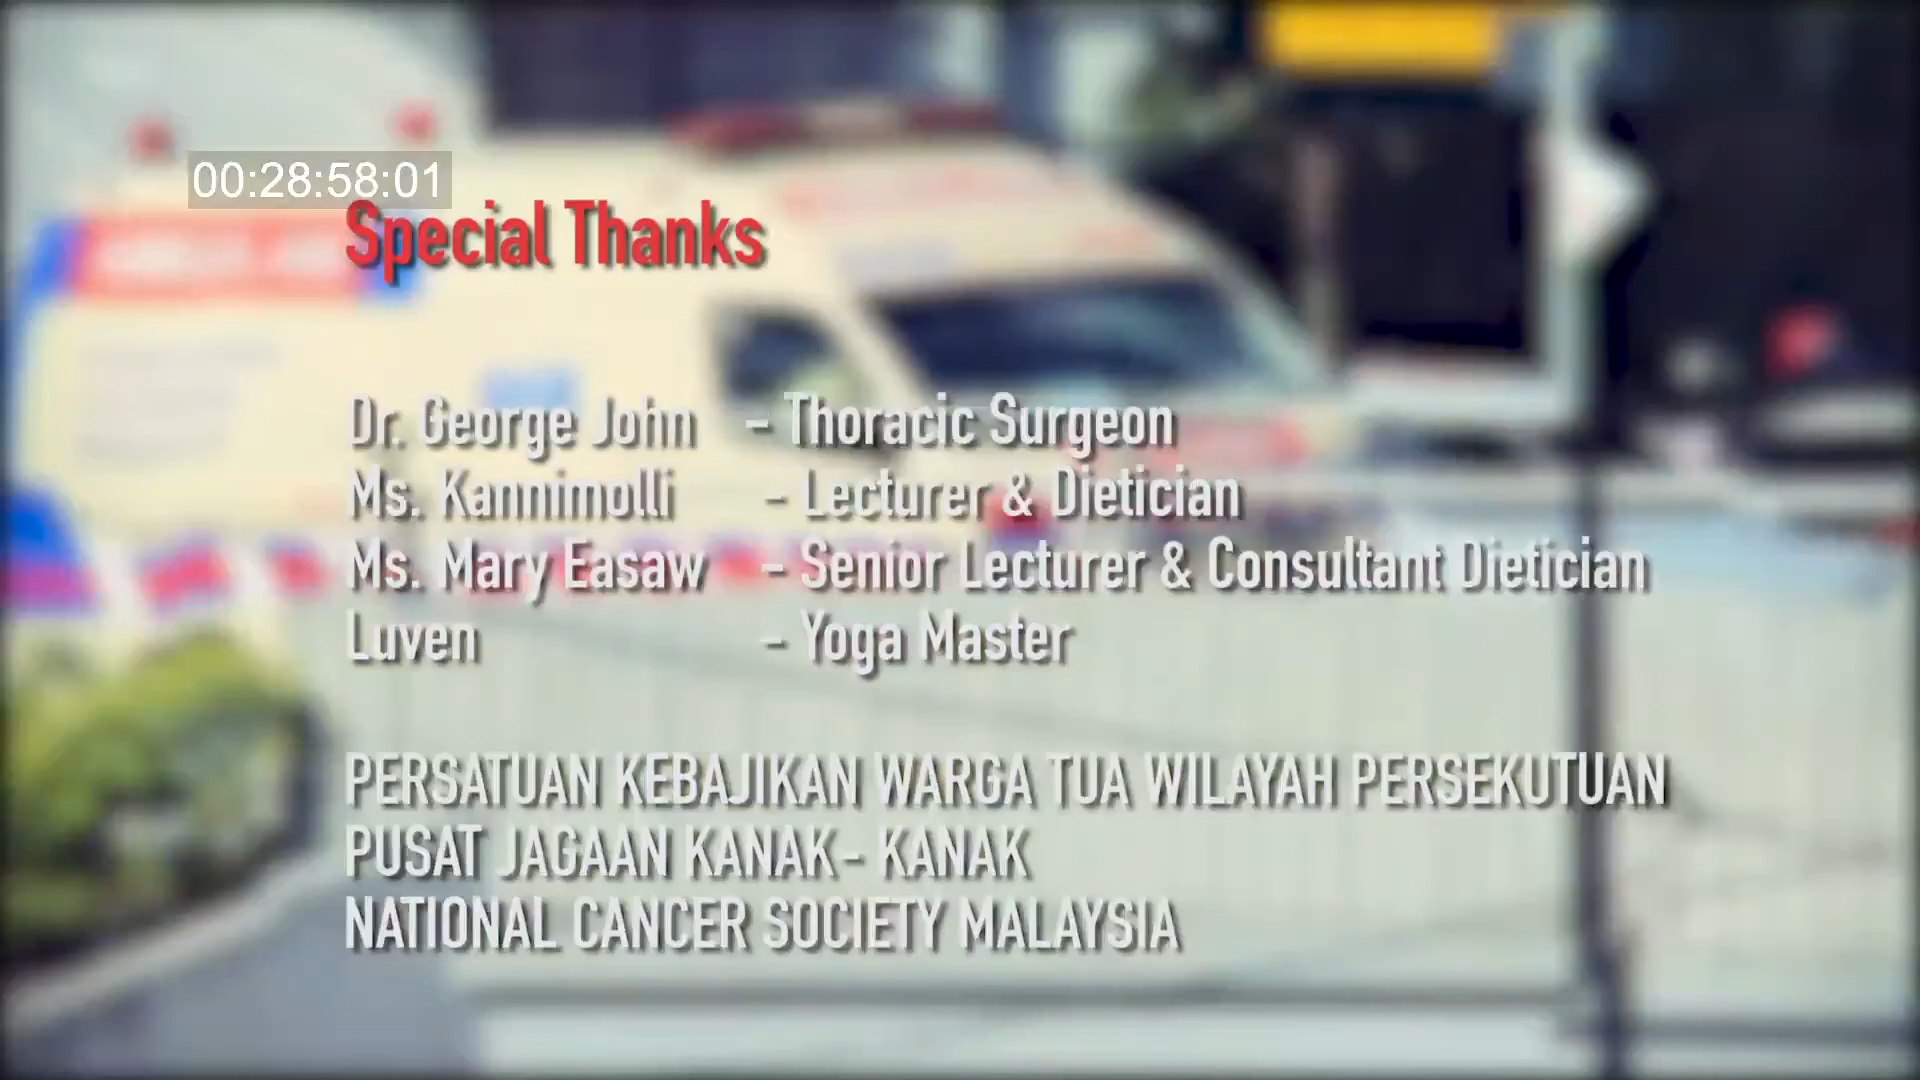 00:28:58:01
Special Thanks
Dr. George John - Thoracic Surgeon
Ms. Kannimolli - Lecturer & Dietician
Ms. Mary Easaw - Senior Lecturer & Consultant Dietician
Luven - Yoga Master
PERSATUAN KEBAJIKAN WARGA TUA WILAYAH PERSEKUTUAN
PUSAT JAGAAN KANAK- KANAK
NATIONAL CANCER SOCIETY MALAYSIA